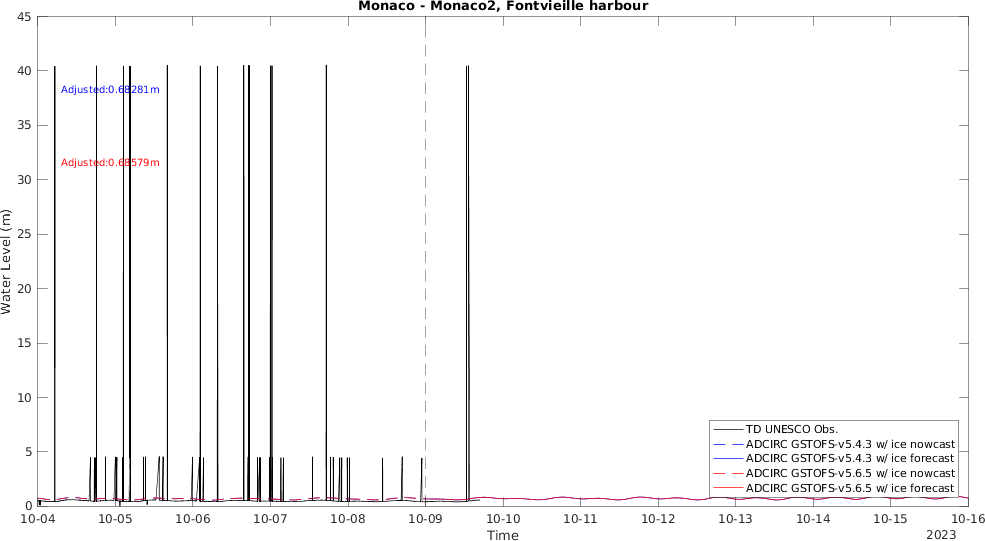 Monaco - Monaco2, Fontvieille harbour
45
40
35
30
25
20
15
10
5
0
Water Level (m)
Adjusted:0.68281m
Adjusted:0.68579m
TD UNESCO Obs.
ADCIRC GSTOFS-v5.4.3 w/ ice nowcast
ADCIRC GSTOFS-v5.4.3 w/ ice forecast
ADCIRC GSTOFS-v5.6.5 w/ ice nowcast
ADCIRC GSTOFS-v5.6.5 w/ ice forecast
10-04 10-05 10-06 10-07 10-08 10-09 10-10 10-11 10-12 10-13 10-14 10-15 10-16
Time
2023